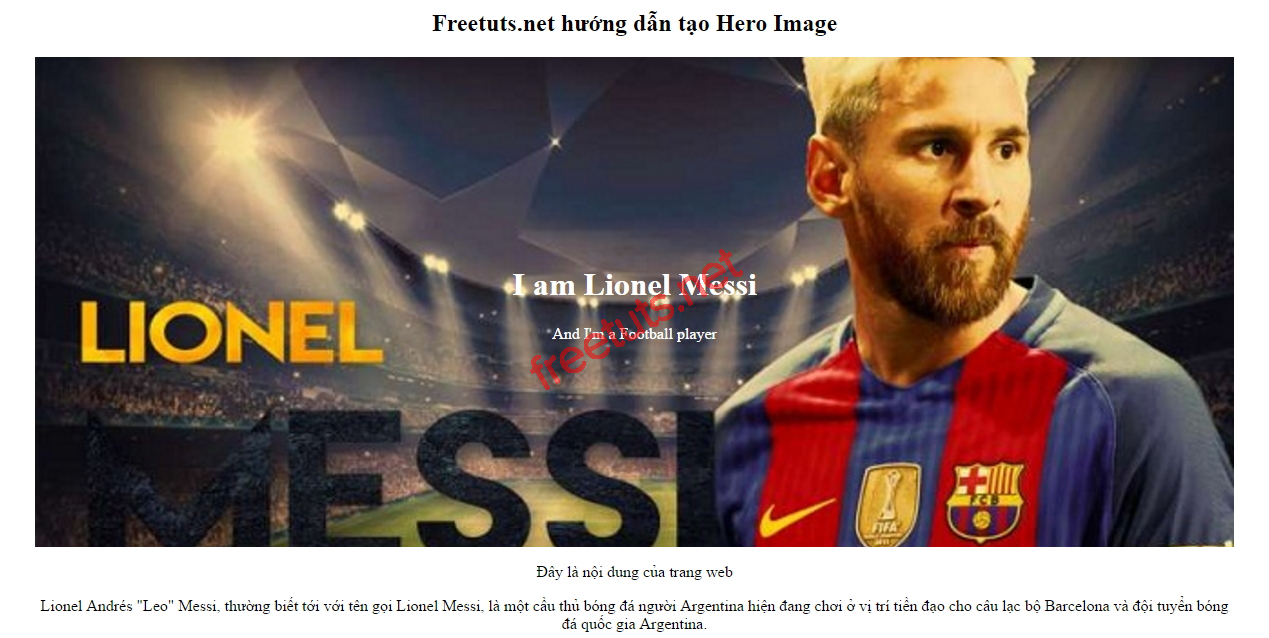 Freetuts.net hướng dẫn tạo Hero Image
I am Lionel Messi
freetuts.net
LIONEL
And I'm a Football player
MESSI
FIFA
FCB
Đây là nội dung của trang web
Lionel Andrés "Leo" Messi, thường biết tới với tên gọi Lionel Messi, là một cầu thủ bóng đá người Argentina hiện đang chơi ở vị trí tiền đạo cho câu lạc bộ Barcelona và đội tuyển bóng
đá quốc gia Argentina.